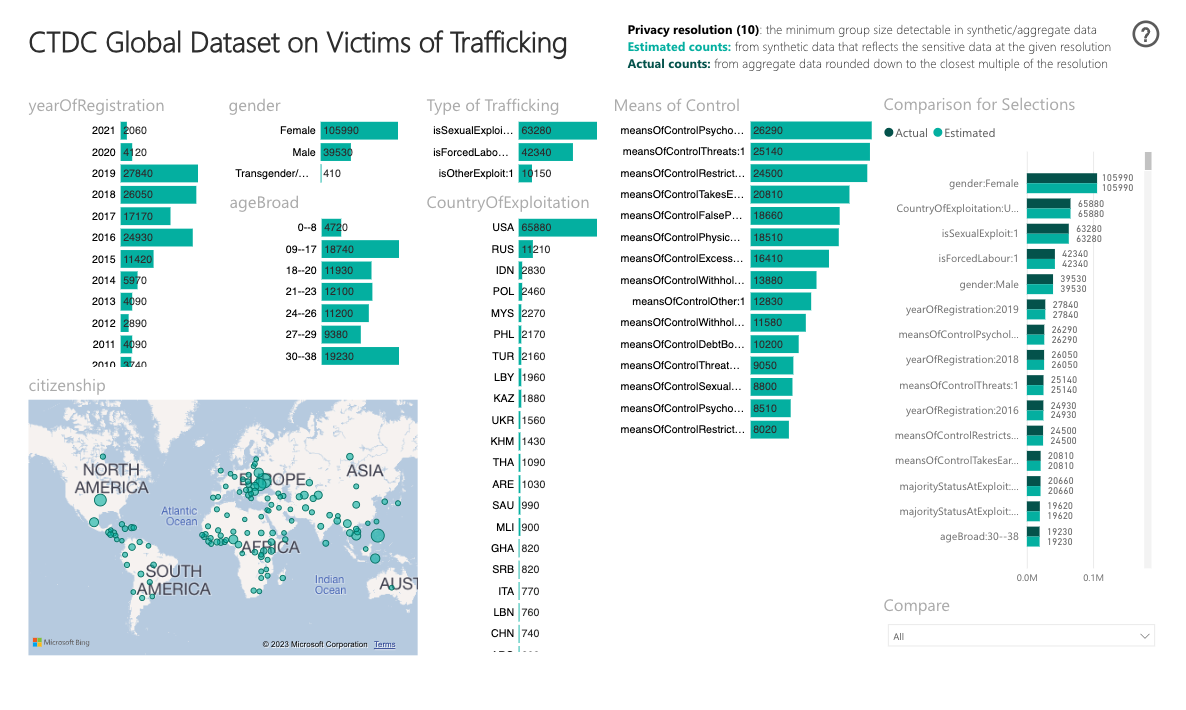 CTDC Global Dataset on Victims of Trafficking
Privacy resolution (10): the minimum group size detectable in synthetic/aggregate data
Estimated counts: from synthetic data that reflects the sensitive data at the given resolution
Actual counts: from aggregate data rounded down to the closest multiple of the resolution
?
yearOfRegistration
2021 2060
2020 4120
2019 27840
2018 26050
2017 17170
2016 24930
2015 11420
2014 5970
2013 4090
2012 2890
2011 4090
2010 3740
gender
Female 105990
Male 39530
Transgender/... 410
ageBroad
0--8 4720
09--17 18740
18--20 11930
21--23 12100
24--26 11200
27--29 9380
30--38 19230
Type of Trafficking
isSexualExploi... 63280
isForcedLabo... 42340
isOtherExploit:1 10150
CountryOfExploitation
USA 65880
RUS 11210
IDN 2830
POL 2460
MYS 2270
PHL 2170
TUR 2160
LBY 1960
KAZ 1880
UKR 1560
KHM 1430
THA 1090
ARE 1030
SAU 990
MLI 900
GHA 820
SRB 820
ITA 770
LBN 760
CHN 740
Means of Control
meansOfControlPsycho... 26290
meansOfControlThreats:1 25140
meansOfControlRestrict... 24500
meansOfControlTakesE... 20810
meansOfControlFalseP... 18660
meansOfControlPhysic... 18510
meansOfControlExcess... 16410
meansOfControlWithhol... 13880
meansOfControlOther:1 12830
meansOfControlWithhol... 11580
meansOfControlDebtBo... 10200
meansOfControlThreat... 9050
meansOfControlSexual... 8800
meansOfControlPsycho... 8510
meansOfControlRestrict... 8020
Comparison for Selections
Actual Estimated
gender:Female 105990 105990
CountryOfExploitation:U... 65880 65880
isSexualExploit:1 63280 63280
isForcedLabour:1 42340 42340
gender:Male 39530 39530
yearOfRegistration:2019 27840 27840
meansOfControlPsychol... 26290 26290
yearOfRegistration:2018 26050 26050
meansOfControlThreats:1 25140 25140
yearOfRegistration:2016 24930 24930
meansOfControlRestricts... 24500 24500
meansOfControlTakesEar... 20810 20810
majorityStatusAtExploit:... 20660 20660
majorityStatusAtExploit:... 19620 19620
ageBroad:30--38 19230 19230
0.0M 0.1M
Compare
All
citizenship
NORTH
AMERICA
EUROPE
ASIA
Atlantic
Ocean
AFRICA
SOUTH
AMERICA
Indian
Ocean
AUST
Microsoft Bing
© 2023 Microsoft Corporation Terms